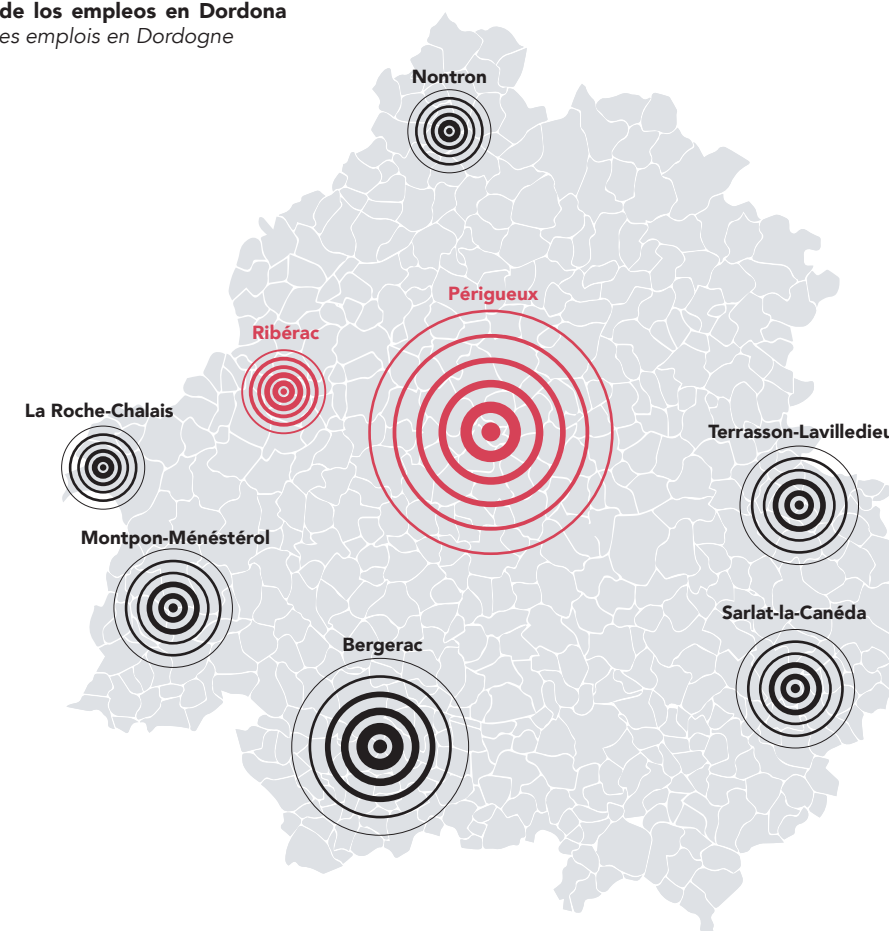 de los empleos en Dordona
es emplois en Dordogne
Nontron
Périgueux
Ribérac
La Roche-Chalais
Terrasson-Lavilledieu
Montpon-Ménéstérol
Sarlat-la-Canéda
Bergerac